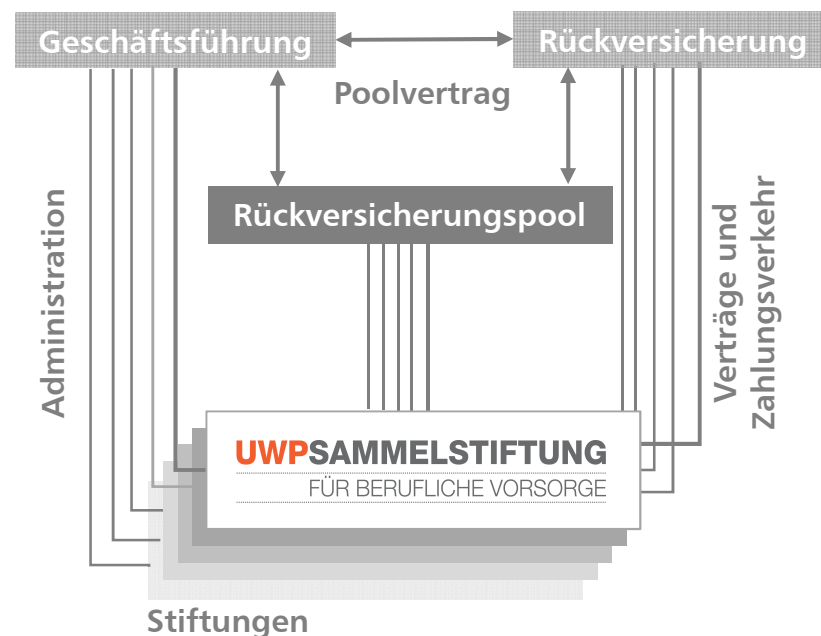 Geschäftsführung
Rückversicherung
Poolvertrag
Rückversicherungspool
Administration
Verträge und
Zahlungsverkehr
UWPSAMMELSTIFTUNG
FÜR BERUFLICHE VORSORGE
Stiftungen